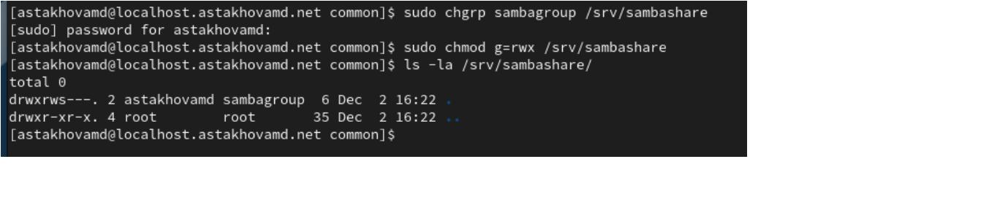 [astakhovamd@localhost.astakhovamd.net common]$ sudo chgrp sambagroup /srv/sambashare
[sudo] password for astakhovamd:
[astakhovamd@localhost.astakhovamd.net common]$ sudo chmod g=rwx /srv/sambashare
[astakhovamd@localhost.astakhovamd.net common]$ ls -la /srv/sambashare/
total 0
drwxrws---. 2 astakhovamd sambagroup  6 Dec  2 16:22 .
drwxr-xr-x. 4 root        root       35 Dec  2 16:22 ..
[astakhovamd@localhost.astakhovamd.net common]$